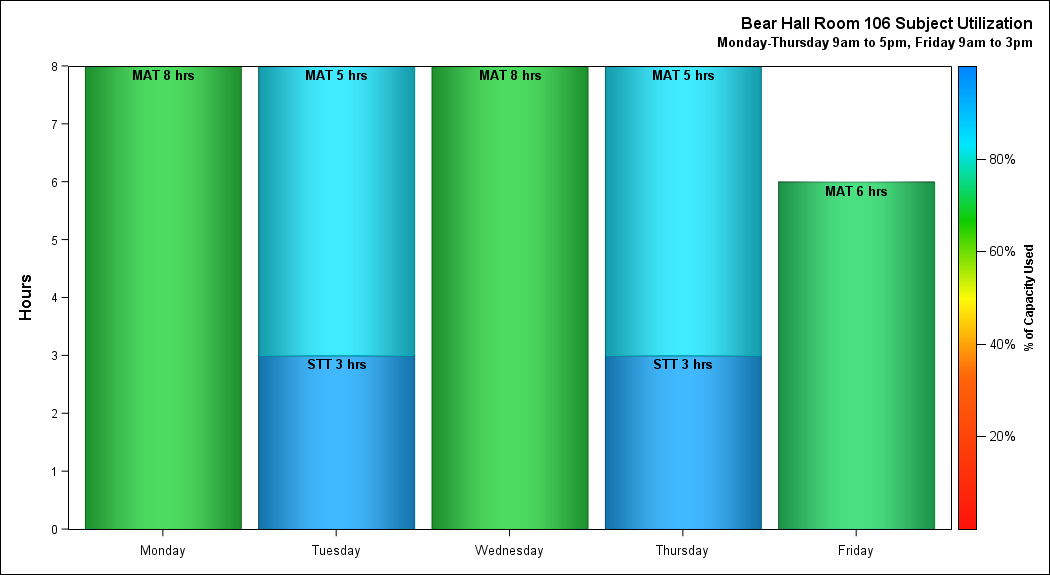 Bear Hall Room 106 Subject Utilization
Monday-Thursday 9am to 5pm, Friday 9am to 3pm
8
7
6
5
4
3
2
1
0
Hours
MAT 8 hrs
MAT 5 hrs
MAT 8 hrs
MAT 5 hrs
MAT 6 hrs
STT 3 hrs
STT 3 hrs
Monday
Tuesday
Wednesday
Thursday
Friday
80%
60%
40%
20%
% of Capacity Used